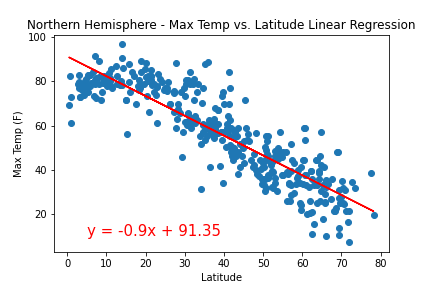 Northern Hemisphere - Max Temp vs. Latitude Linear Regression
100
80
60
40
20
Max Temp (F)
y = -0.9x + 91.35
0 10 20 30 40 50 60 70 80
Latitude